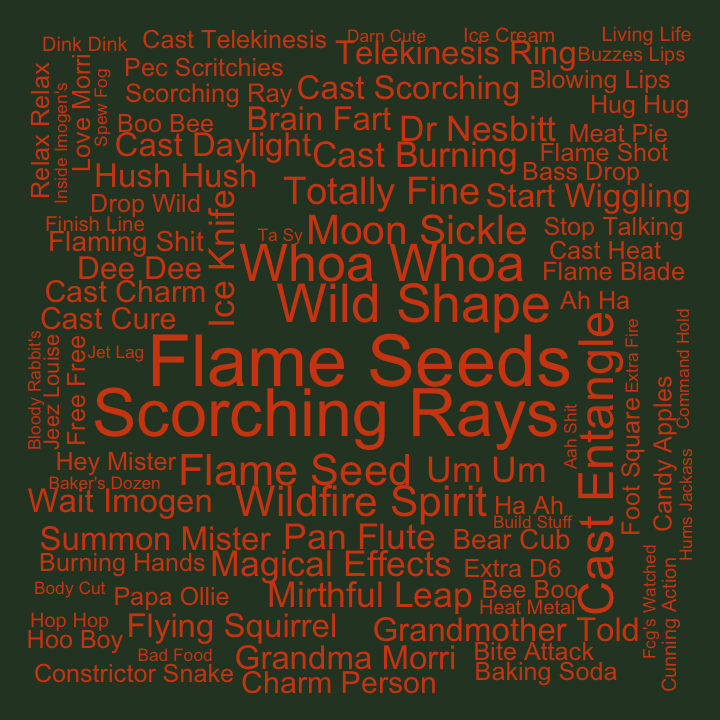 Dink Dink
Cast Telekinesis
Darn Cute
Ice Cream
Living Life
Telekinesis Ring
Buzzes Lips
Pec Scritchies
Relax Relax
Inside Imogen's
Love Morri
Spew Fog
Scorching Ray
Cast Scorching
Blowing Lips
Hug Hug
Boo Bee
Brain Fart
Dr Nesbitt
Meat Pie
Cast Daylight
Cast Burning
Flame Shot
Bass Drop
Hush Hush
Totally Fine
Start Wiggling
Drop Wild
Ice Knife
Finish Line
Ta Sy
Moon Sickle
Stop Talking
Flaming Shit
Cast Heat
Dee Dee
Whoa Whoa
Flame Blade
Cast Charm
Wild Shape
Ah Ha
Cast Cure
Bloody Rabbit's
Jeez Louise
Free Free
Jet Lag
Flame Seeds
Cast Entangle
Extra Fire
Command Hold
Scorching Rays
Aah Shit
Foot Square
Candy Apples
Hums Jackass
Hey Mister
Flame Seed
Um Um
Baker's Dozen
Wait Imogen
Wildfire Spirit
Ha Ah
Build Stuff
Summon Mister
Pan Flute
Bear Cub
Burning Hands
Magical Effects
Extra D6
Fcg's Watched
Cunning Action
Body Cut
Papa Ollie
Mirthful Leap
Bee Boo
Heat Metal
Hop Hop
Flying Squirrel
Grandmother Told
Hoo Boy
Bad Food
Grandma Morri
Bite Attack
Constrictor Snake
Charm Person
Baking Soda